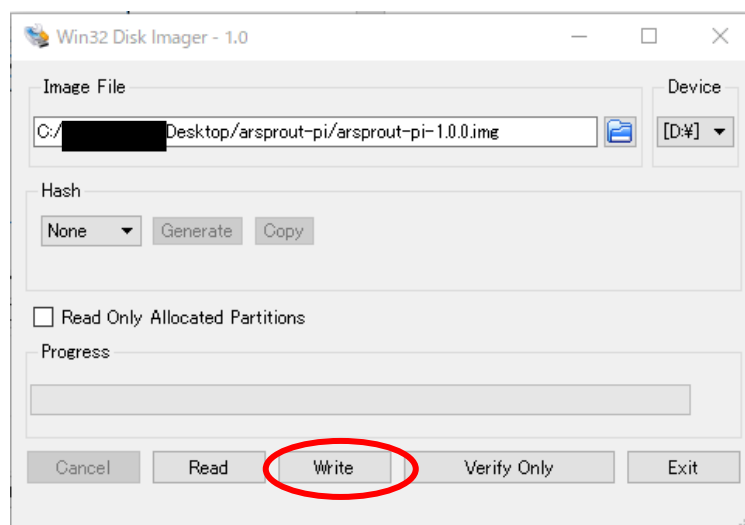 Win32 Disk Imager - 1.0
Image File
Device
C:/ Desktop/arsprout-pi/arsprout-pi-1.0.0.img
[D:¥]
Hash
None
Generate
Copy
Read Only Allocated Partitions
Progress
Cancel
Read
Write
Verify Only
Exit